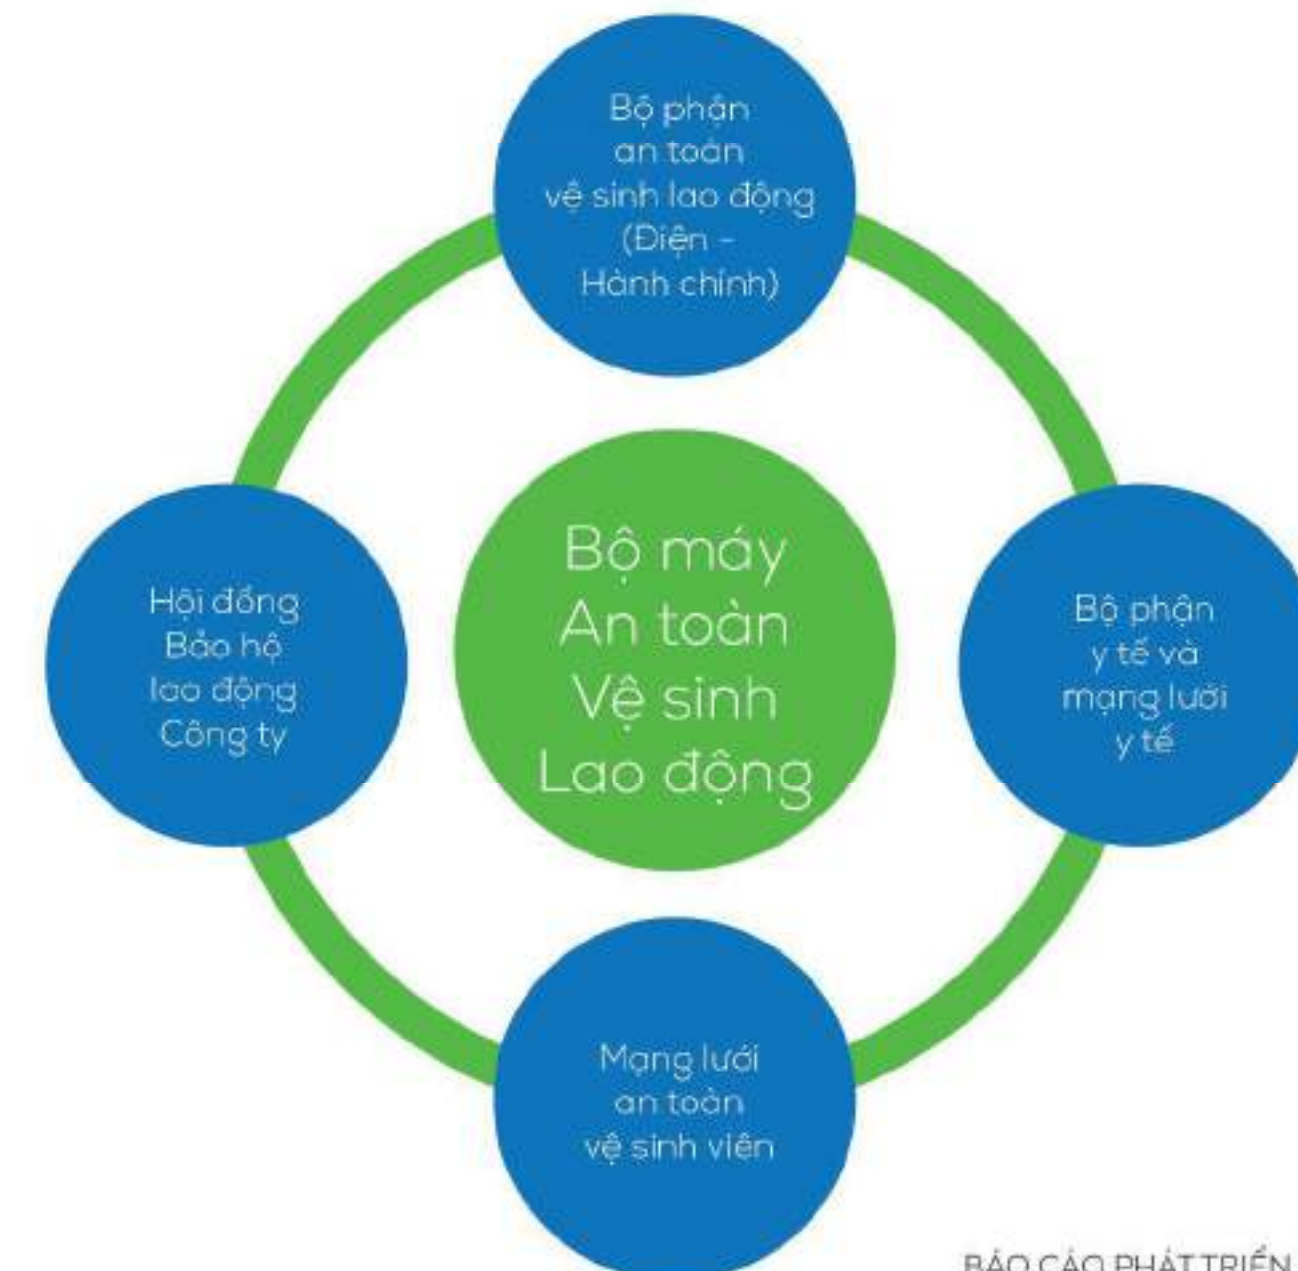 Bộ phận
an toàn
vệ sinh lao động
(Điện -
Hành chính)
Hội đồng
Bảo hộ
lao động
Công ty
Bộ máy
An toàn
Vệ sinh
Lao động
Bộ phận
y tế và
mạng lưới
y tế
Mạng lưới
an toàn
vệ sinh viên
BÁO CÁO PHÁT TRIỂN